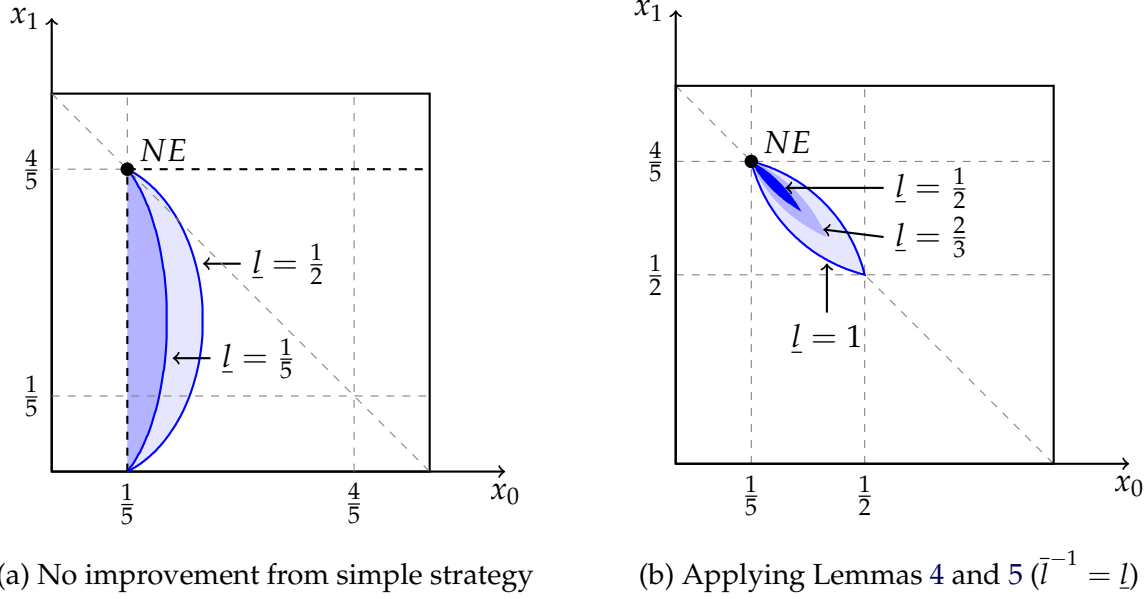 x₁
NE
4/5
l̲ = 1/2
l̲ = 1/5
1/5
1/5
4/5
x₀
(a) No improvement from simple strategy
x₁
NE
4/5
l̲ = 1/2
l̲ = 2/3
1/2
l̲ = 1
1/5
1/2
x₀
(b) Applying Lemmas 4 and 5 (l̅⁻¹ = l̲)